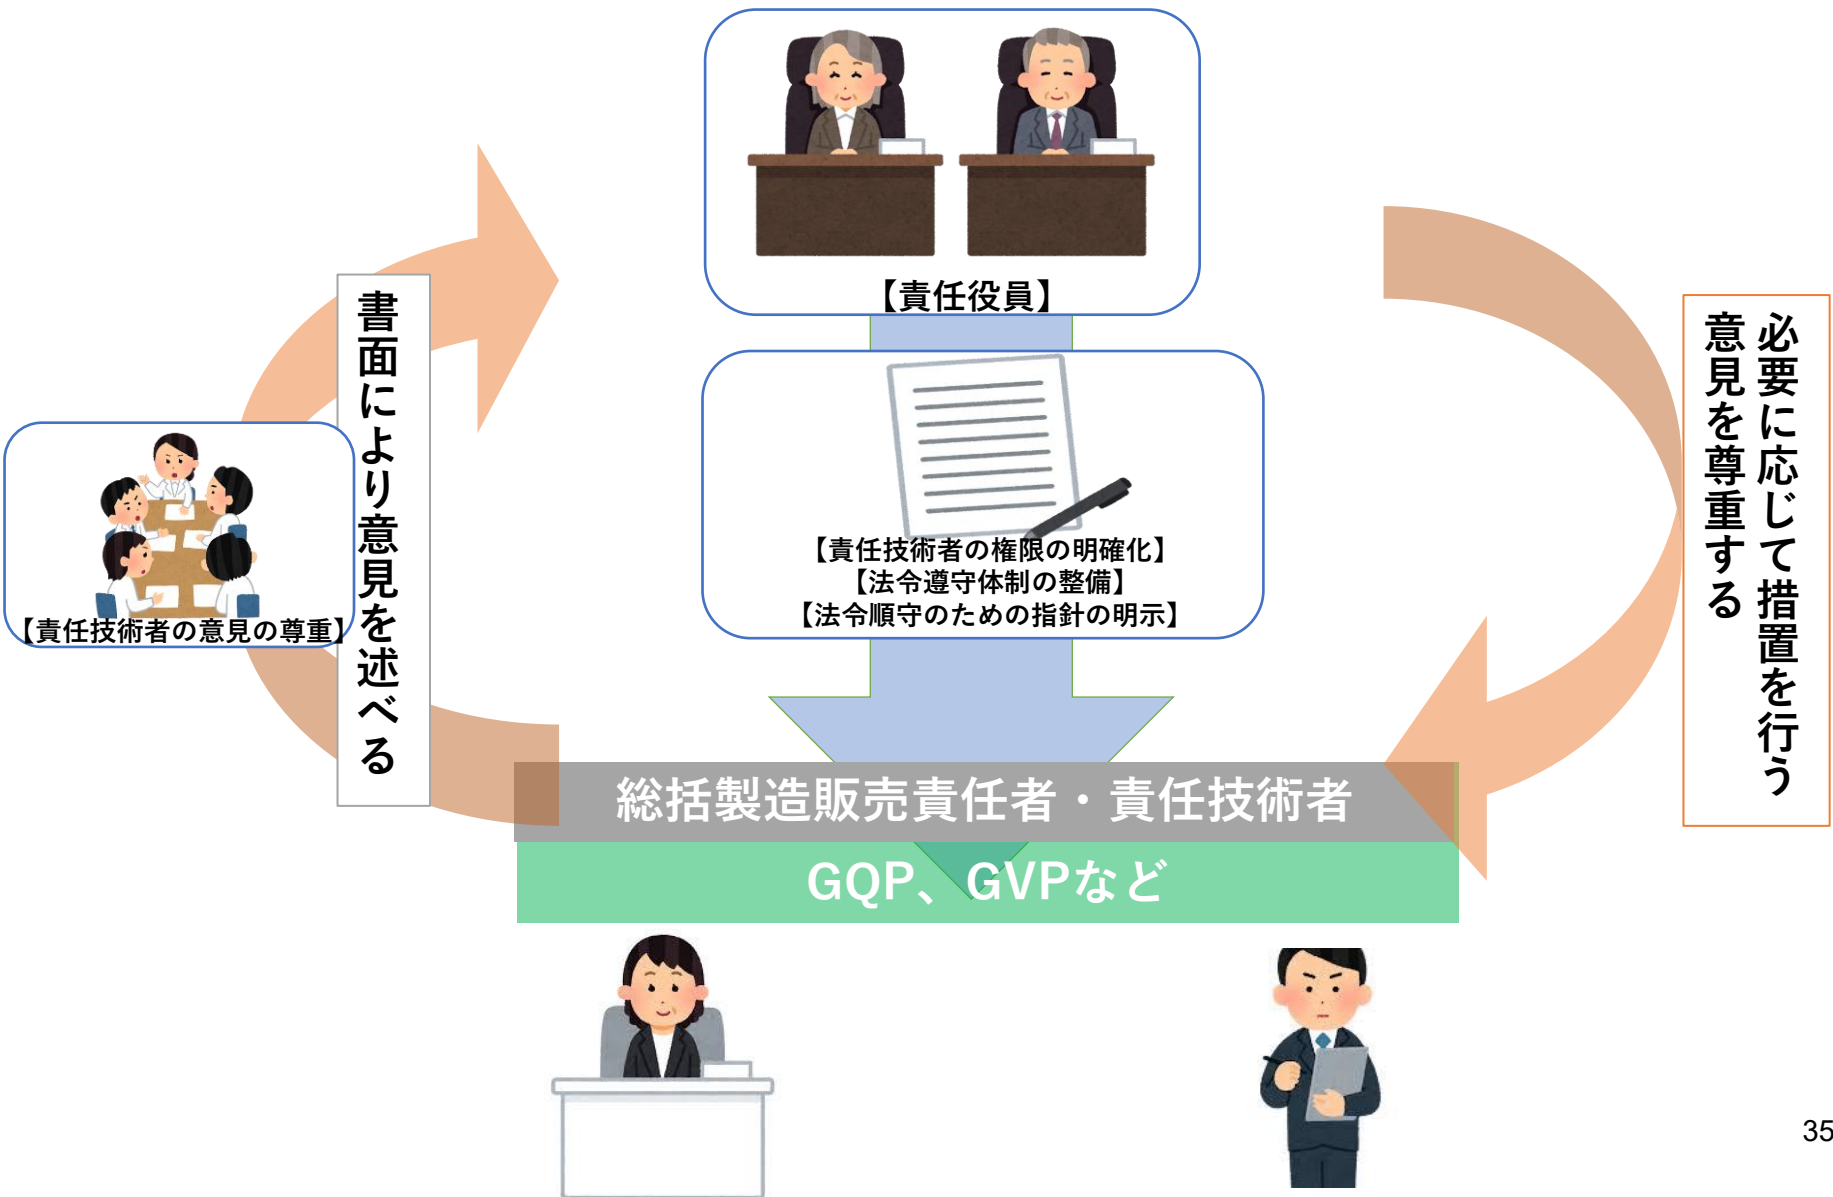 【責任役員】
書面により意見を述べる
必要に応じて措置を行う
意見を尊重する
【責任技術者の権限の明確化】
【法令遵守体制の整備】
【法令順守のための指針の明示】
【責任技術者の意見の尊重】
総括製造販売責任者・責任技術者
GQP、GVPなど
35